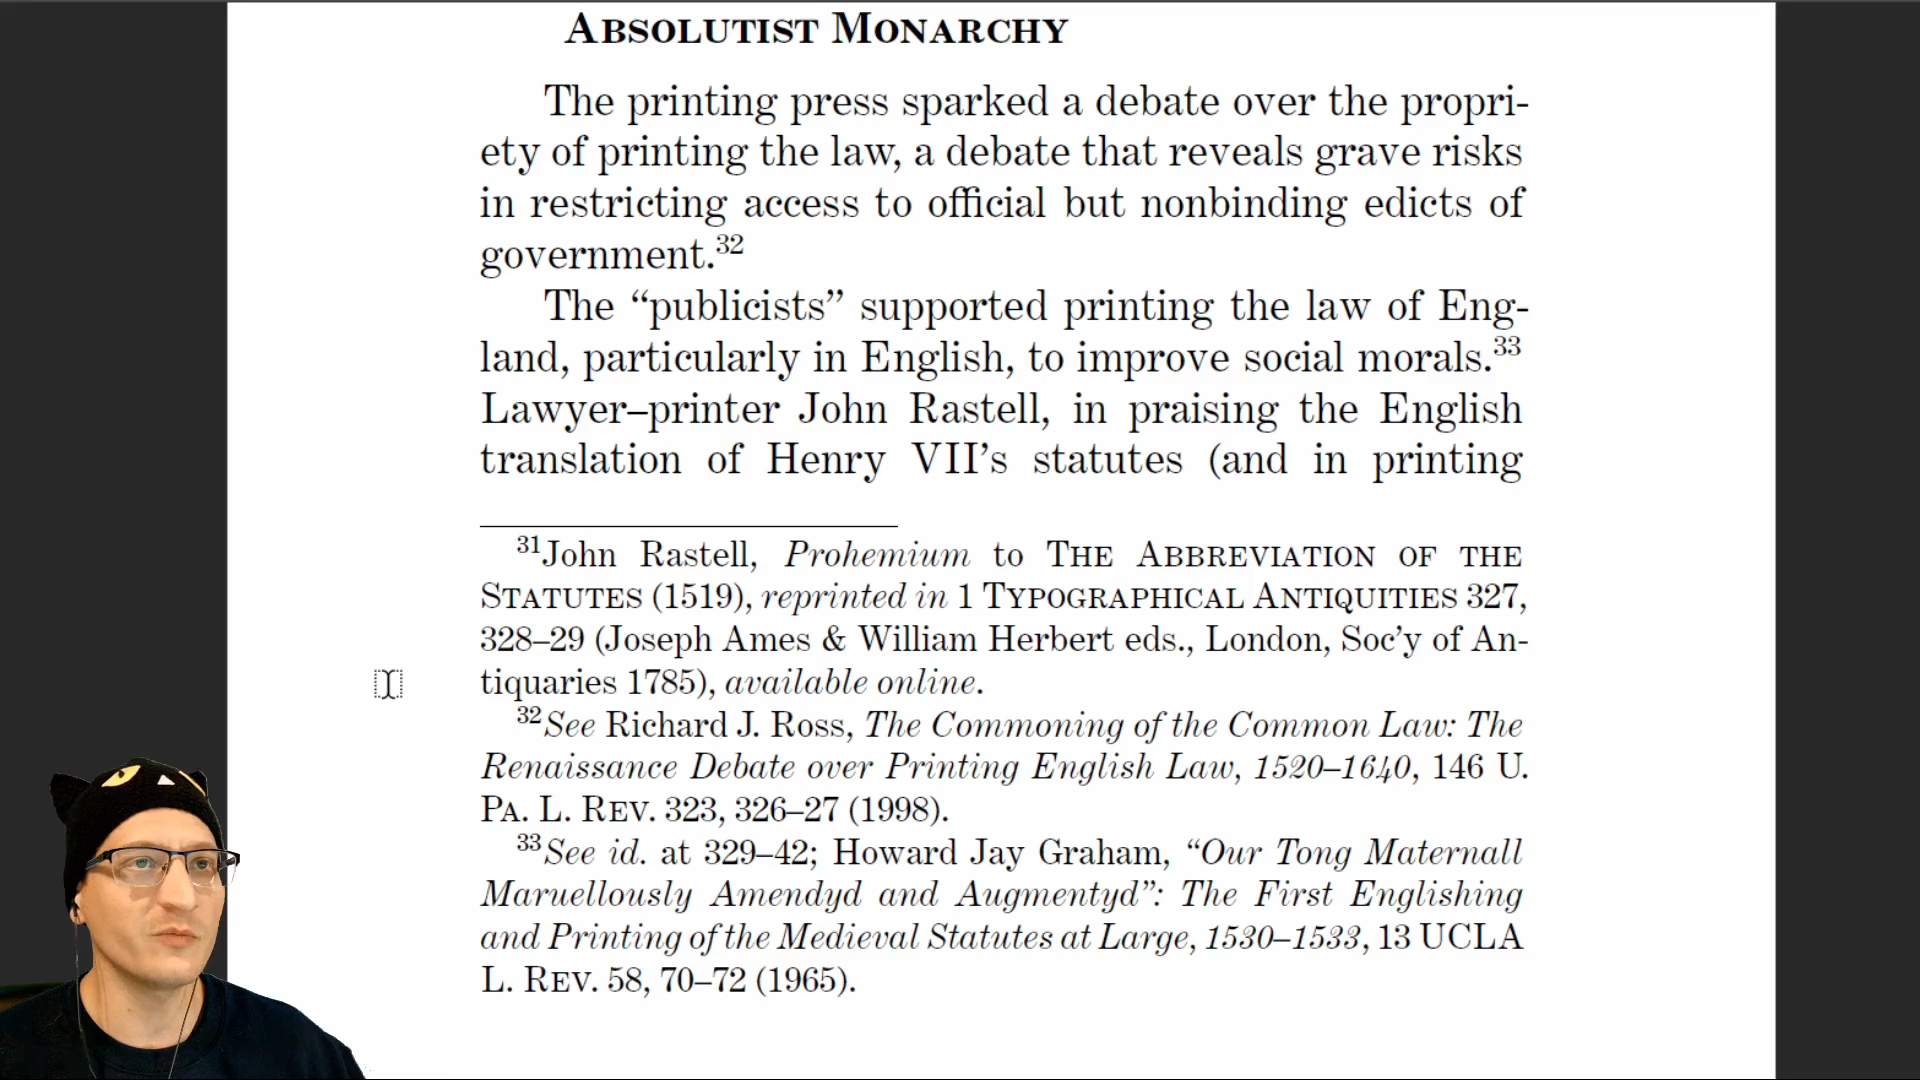 ABSOLUTIST MONARCHY
The printing press sparked a debate over the propri-
ety of printing the law, a debate that reveals grave risks
in restricting access to official but nonbinding edicts of
government.32
The “publicists” supported printing the law of Eng-
land, particularly in English, to improve social morals.33
Lawyer–printer John Rastell, in praising the English
translation of Henry VII’s statutes (and in printing
31John Rastell, Prohemium to THE ABBREVIATION OF THE
STATUTES (1519), reprinted in 1 TYPOGRAPHICAL ANTIQUITIES 327,
328–29 (Joseph Ames & William Herbert eds., London, Soc’y of An-
tiquaries 1785), available online.
32See Richard J. Ross, The Commoning of the Common Law: The
Renaissance Debate over Printing English Law, 1520–1640, 146 U.
PA. L. REV. 323, 326–27 (1998).
33See id. at 329–42; Howard Jay Graham, “Our Tong Maternall
Maruellously Amendyd and Augmentyd”: The First Englishing
and Printing of the Medieval Statutes at Large, 1530–1533, 13 UCLA
L. REV. 58, 70–72 (1965).